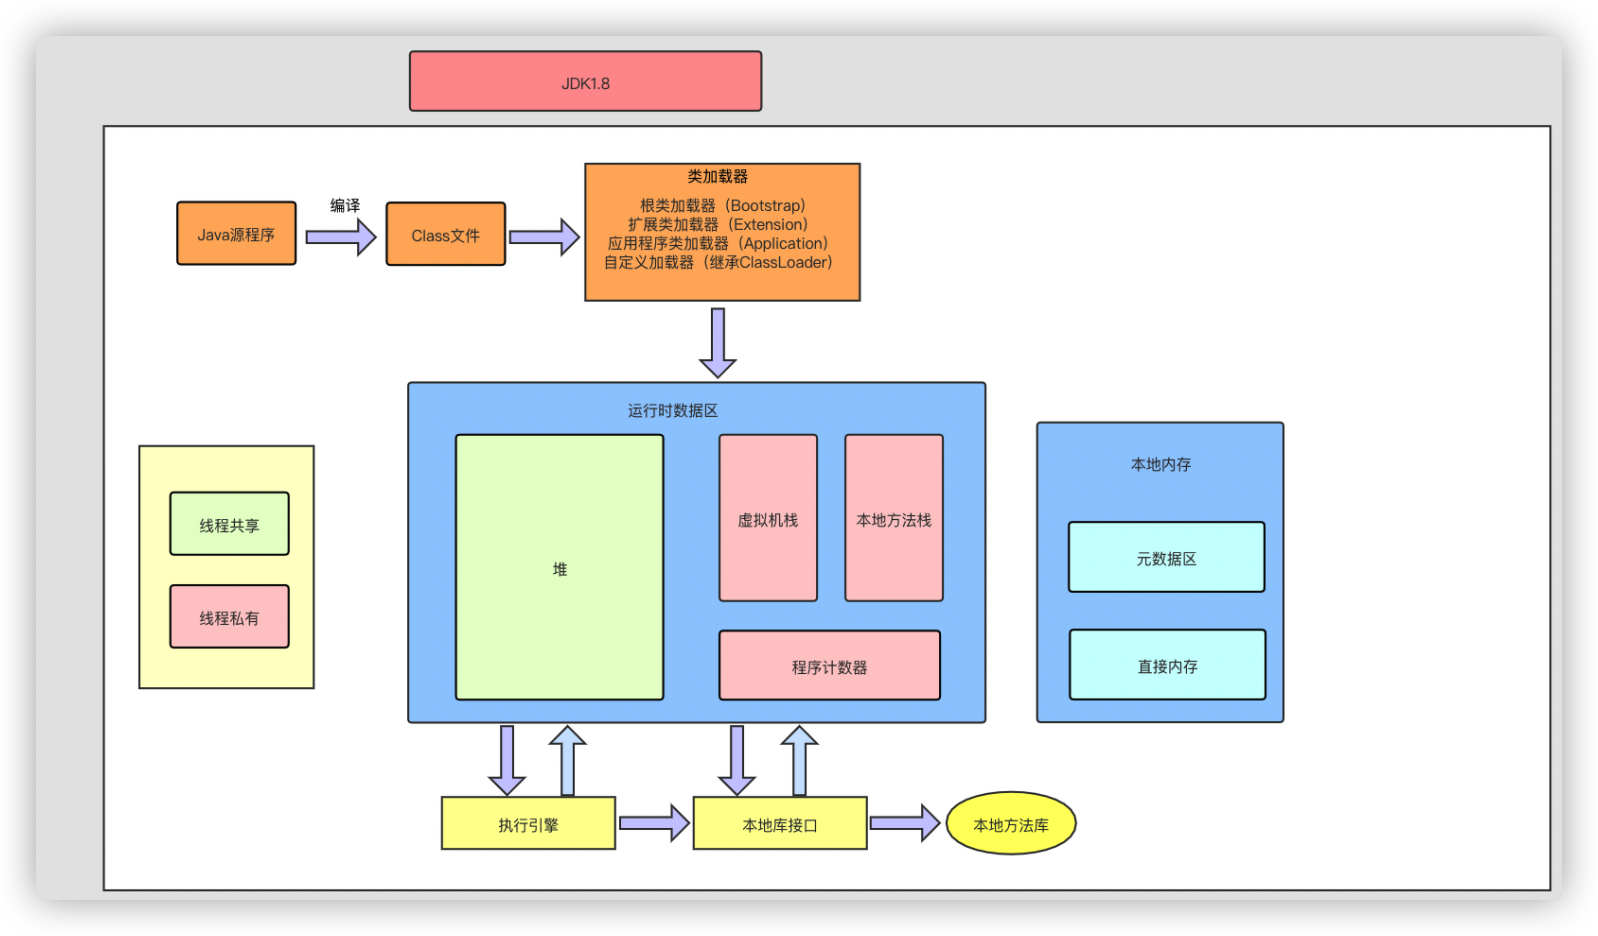 JDK1.8
编译
Java源程序
Class文件
类加载器
根类加载器（Bootstrap）
扩展类加载器（Extension）
应用程序类加载器（Application）
自定义加载器（继承ClassLoader）
运行时数据区
堆
虚拟机栈
本地方法栈
程序计数器
本地内存
元数据区
直接内存
线程共享
线程私有
执行引擎
本地库接口
本地方法库